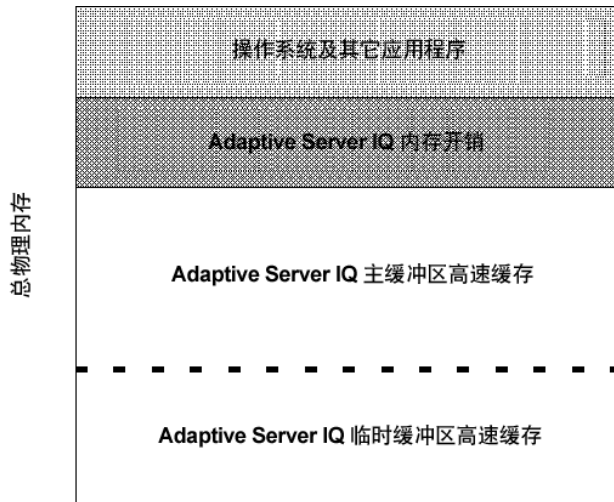 操作系统及其它应用程序
Adaptive Server IQ 内存开销
总物理内存
Adaptive Server IQ 主缓冲区高速缓存
Adaptive Server IQ 临时缓冲区高速缓存